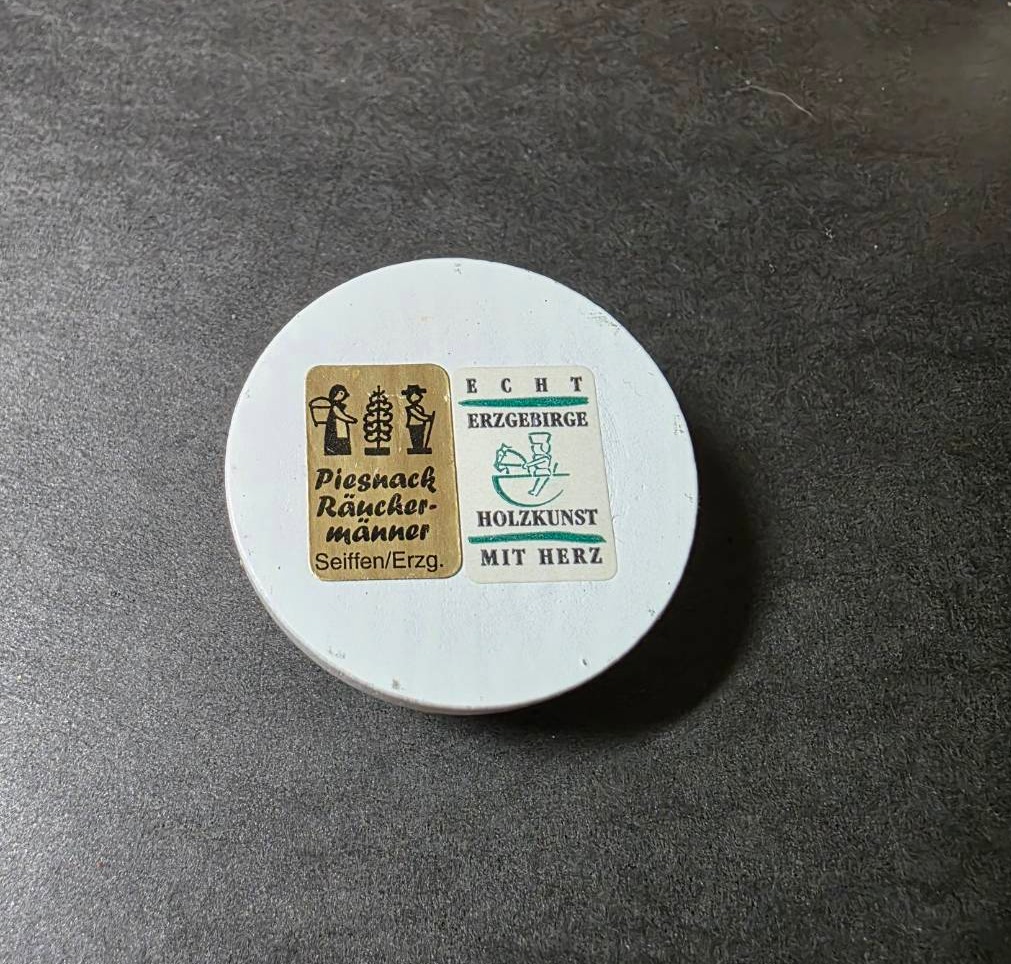 Piesnack
Räucher-
männer
Seiffen/Erzg.
ECHT
ERZGEBIRGE
HOLZKUNST
MIT HERZ